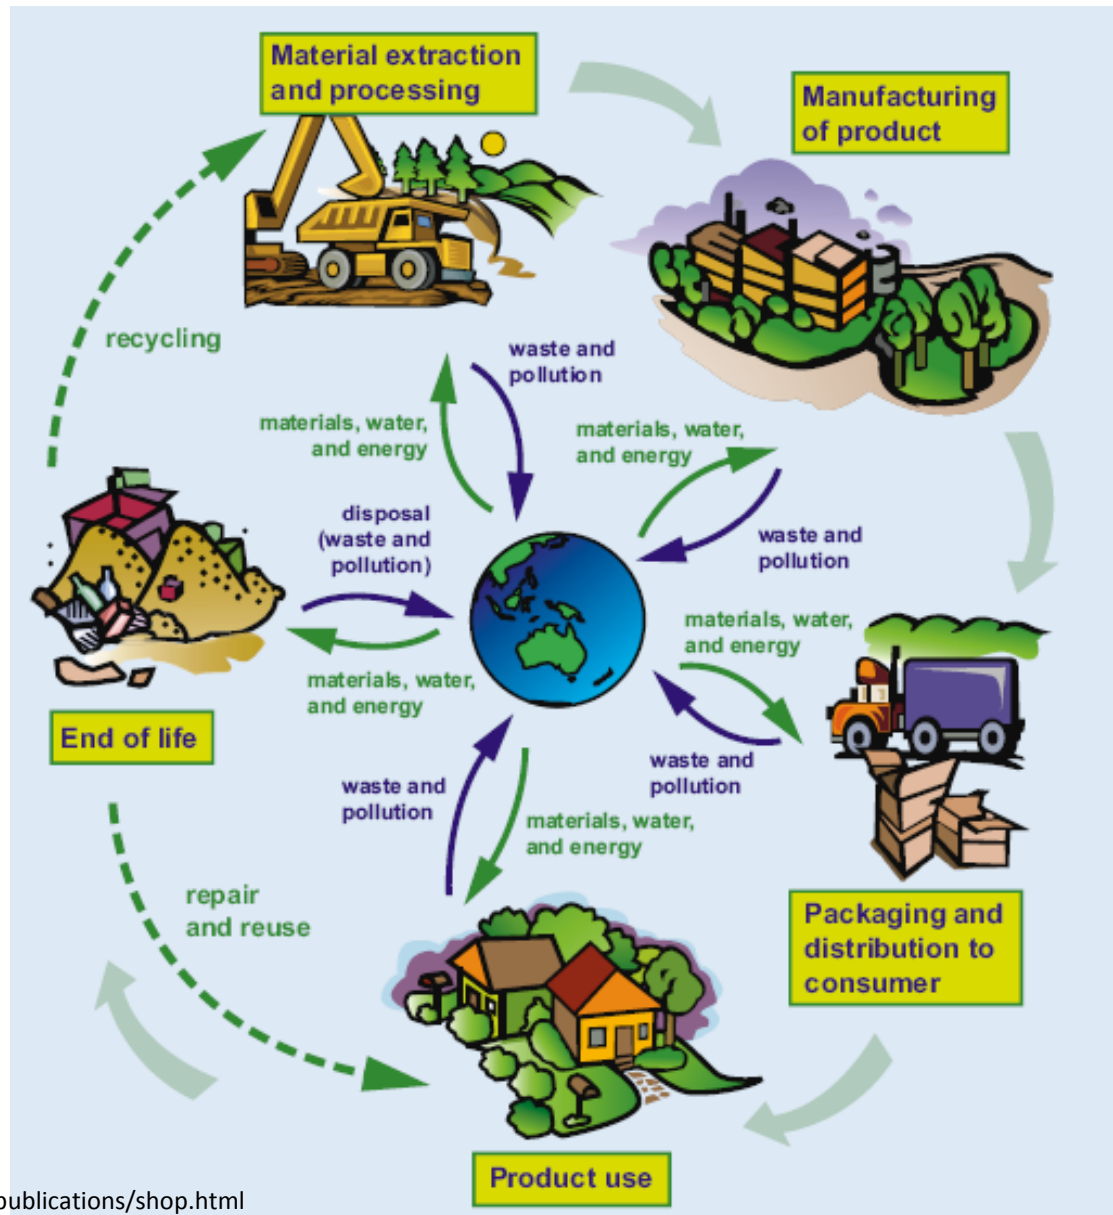 Material extraction
and processing
Manufacturing
of product
recycling
waste and
pollution
materials, water,
and energy
materials, water,
and energy
disposal
(waste and
pollution)
waste and
pollution
materials, water,
and energy
materials, water,
and energy
End of life
waste and
pollution
waste and
pollution
materials, water,
and energy
repair
and reuse
Packaging and
distribution to
consumer
Product use
publications/shop.html